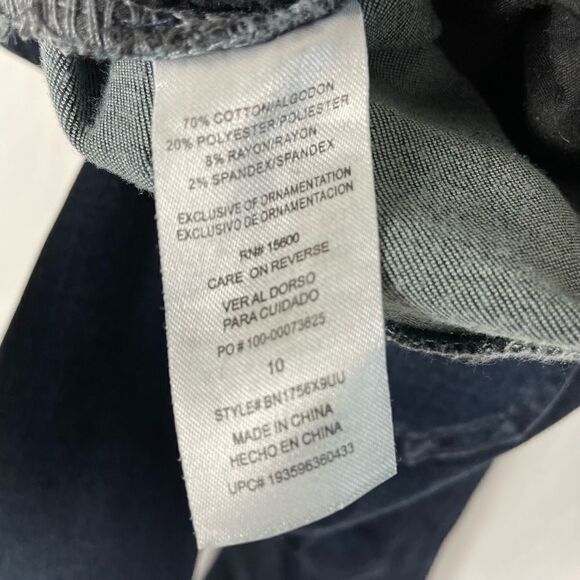 70% COTTON/ALGODON
20% POLYESTER/POLIESTER
8% RAYON/RAYON
2% SPANDEX/SPANDEX
EXCLUSIVE OF ORNAMENTATION
EXCLUSIVO DE ORNAMENTACION
RN# 15600
CARE ON REVERSE
VER AL DORSO
PARA CUIDADO
PO # 100-00073625
10
STYLE# BN1756X9UU
MADE IN CHINA
HECHO EN CHINA
UPC# 193596360433